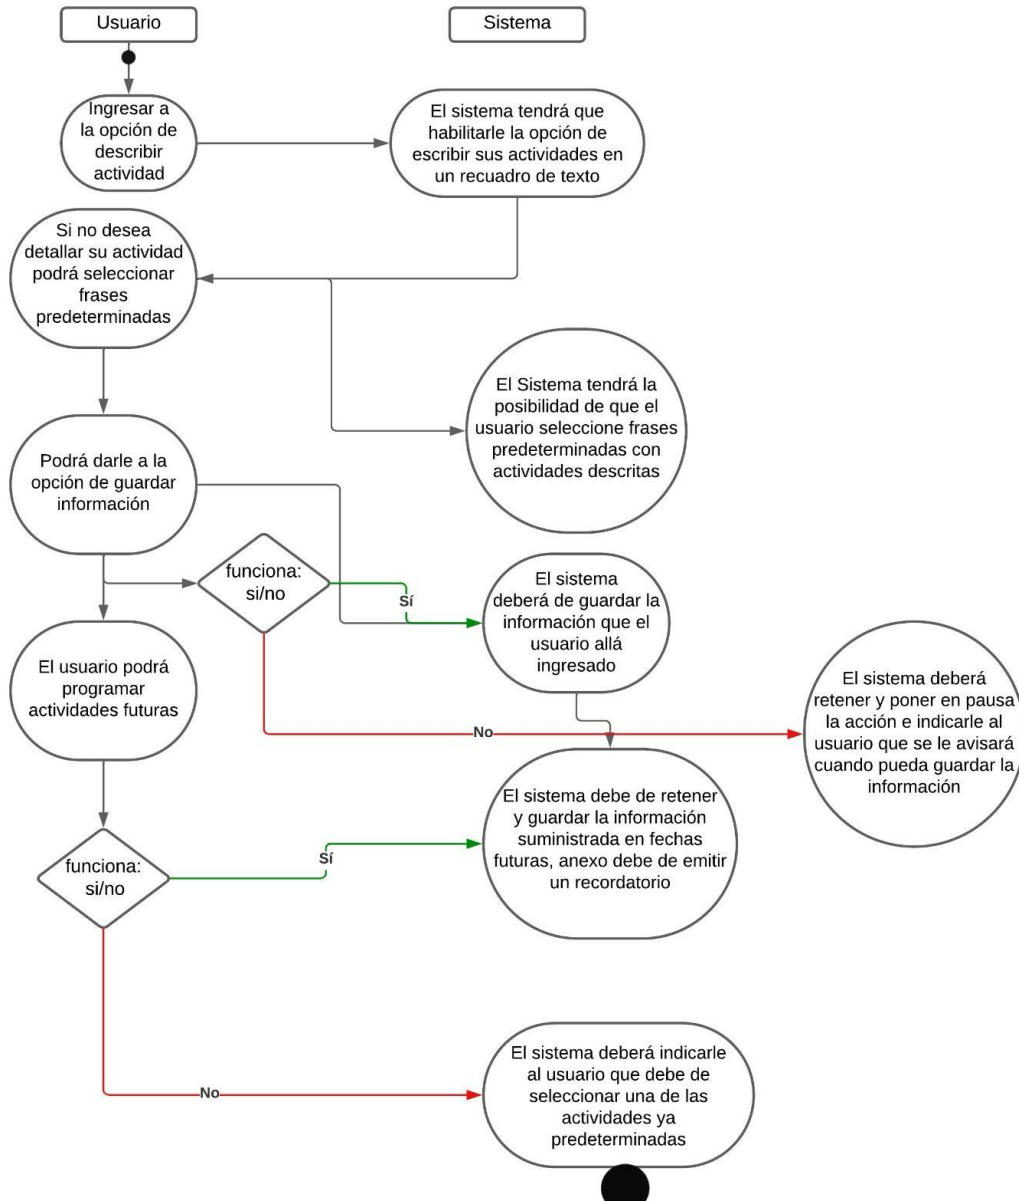 Usuario
Sistema
Ingresar a
la opción de
describir
actividad
El sistema tendrá que
habilitarle la opción de
escribir sus actividades en
un recuadro de texto
Si no desea
detallar su actividad
podrá seleccionar
frases
predeterminadas
El Sistema tendrá la
posibilidad de que el
usuario seleccione frases
predeterminadas con
actividades descritas
Podrá darle a la
opción de guardar
información
funciona:
si/no
Sí
El sistema
deberá de guardar la
información que el
usuario allá
ingresado
El usuario podrá
programar
actividades futuras
No
El sistema deberá
retener y poner en pausa
la acción e indicarle al
usuario que se le avisará
cuando pueda guardar la
información
El sistema debe de retener
y guardar la información
suministrada en fechas
futuras, anexo debe de emitir
un recordatorio
funciona:
si/no
Sí
No
El sistema deberá indicarle
al usuario que debe de
seleccionar una de las
actividades ya
predeterminadas